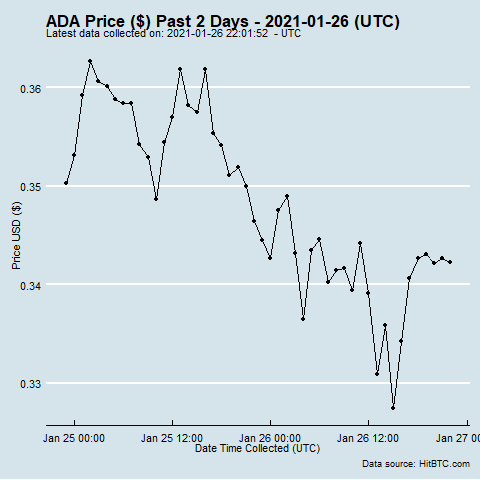 ADA Price ($) Past 2 Days - 2021-01-26 (UTC)
Latest data collected on: 2021-01-26 22:01:52 - UTC
0.36
0.35
0.34
0.33
Price USD ($)
Jan 25 00:00 Jan 25 12:00 Jan 26 00:00 Jan 26 12:00 Jan 27 00
Date Time Collected (UTC)
Data source: HitBTC.com